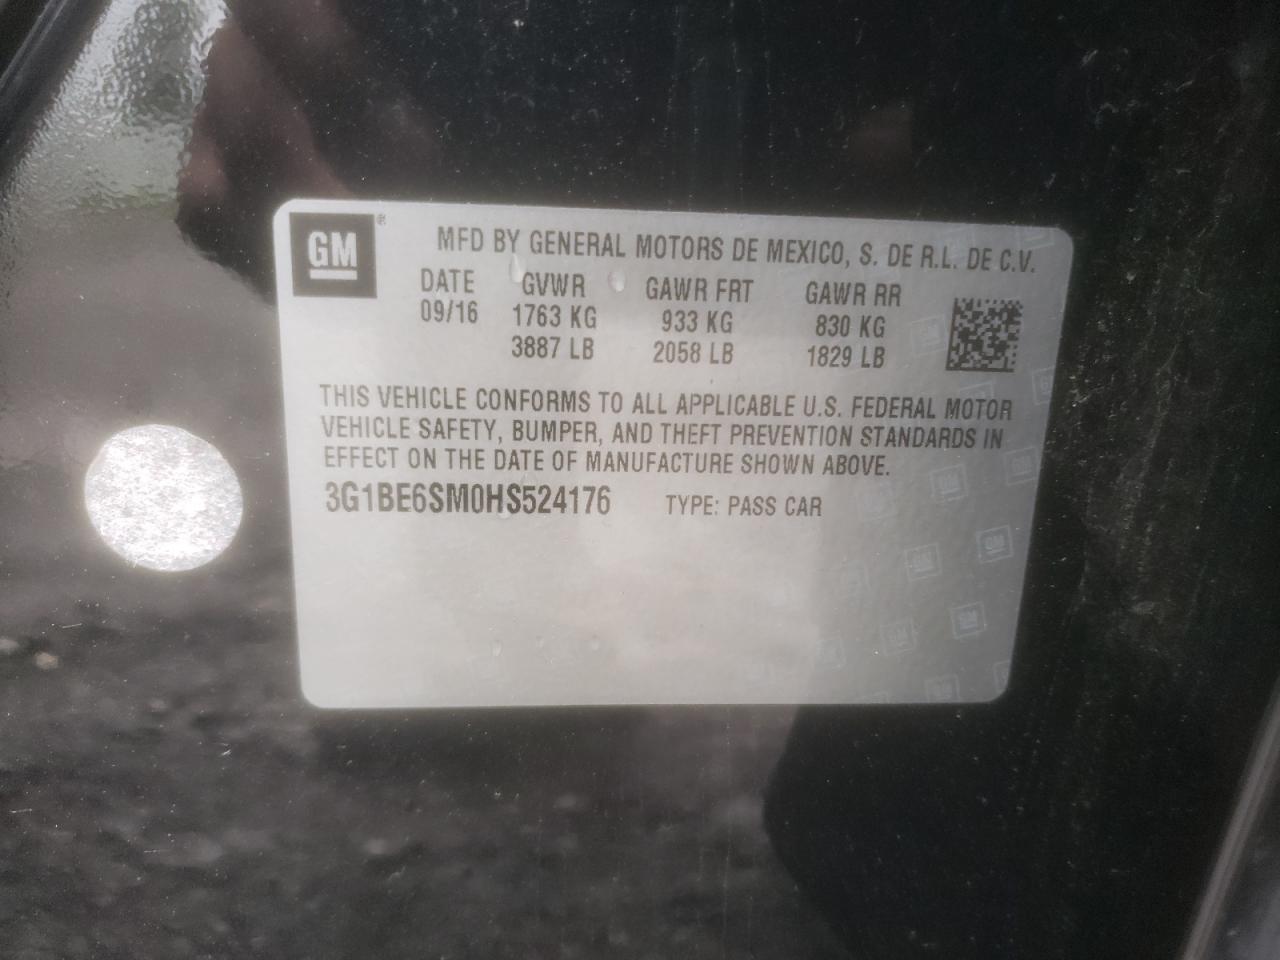 GM®
MFD BY GENERAL MOTORS DE MEXICO, S. DE R.L. DE C.V.
DATE GVWR GAWR FRT GAWR RR
09/16 1763 KG 933 KG 830 KG
3887 LB 2058 LB 1829 LB
THIS VEHICLE CONFORMS TO ALL APPLICABLE U.S. FEDERAL MOTOR
VEHICLE SAFETY, BUMPER, AND THEFT PREVENTION STANDARDS IN
EFFECT ON THE DATE OF MANUFACTURE SHOWN ABOVE.
3G1BE6SM0HS524176 TYPE: PASS CAR